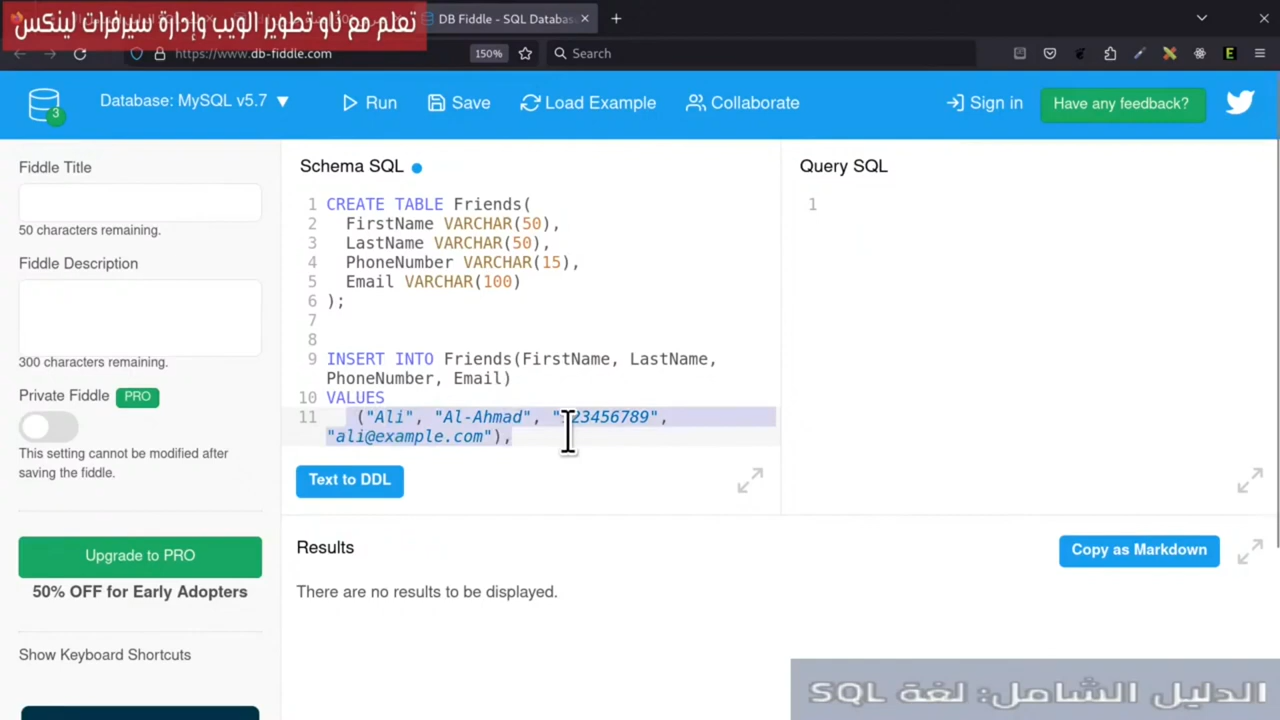 تعلم مع ناو تطوير الويب وإدارة سيرفرات لينكس
DB Fiddle - SQL Databas
https://www.db-fiddle.com
150%
Search
E
3
Database: MySQL v5.7
Run
Save
Load Example
Collaborate
Sign in
Have any feedback?
Fiddle Title
50 characters remaining.
Fiddle Description
300 characters remaining.
Private Fiddle PRO
This setting cannot be modified after
saving the fiddle.
Upgrade to PRO
50% OFF for Early Adopters
Show Keyboard Shortcuts
Schema SQL
1 CREATE TABLE Friends(
2 FirstName VARCHAR(50),
3 LastName VARCHAR(50),
4 PhoneNumber VARCHAR(15),
5 Email VARCHAR(100)
6 );
7
8
9 INSERT INTO Friends(FirstName, LastName,
PhoneNumber, Email)
10 VALUES
11 ("Ali", "Al-Ahmad", "123456789",
"ali@example.com"),
Text to DDL
Query SQL
1
Results
Copy as Markdown
There are no results to be displayed.
الدليل الشامل: لغة SQL